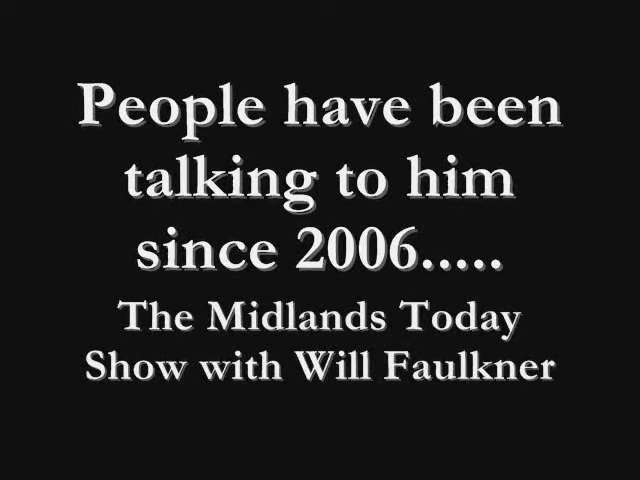 People have been
talking to him
since 2006.....
The Midlands Today
Show with Will Faulkner